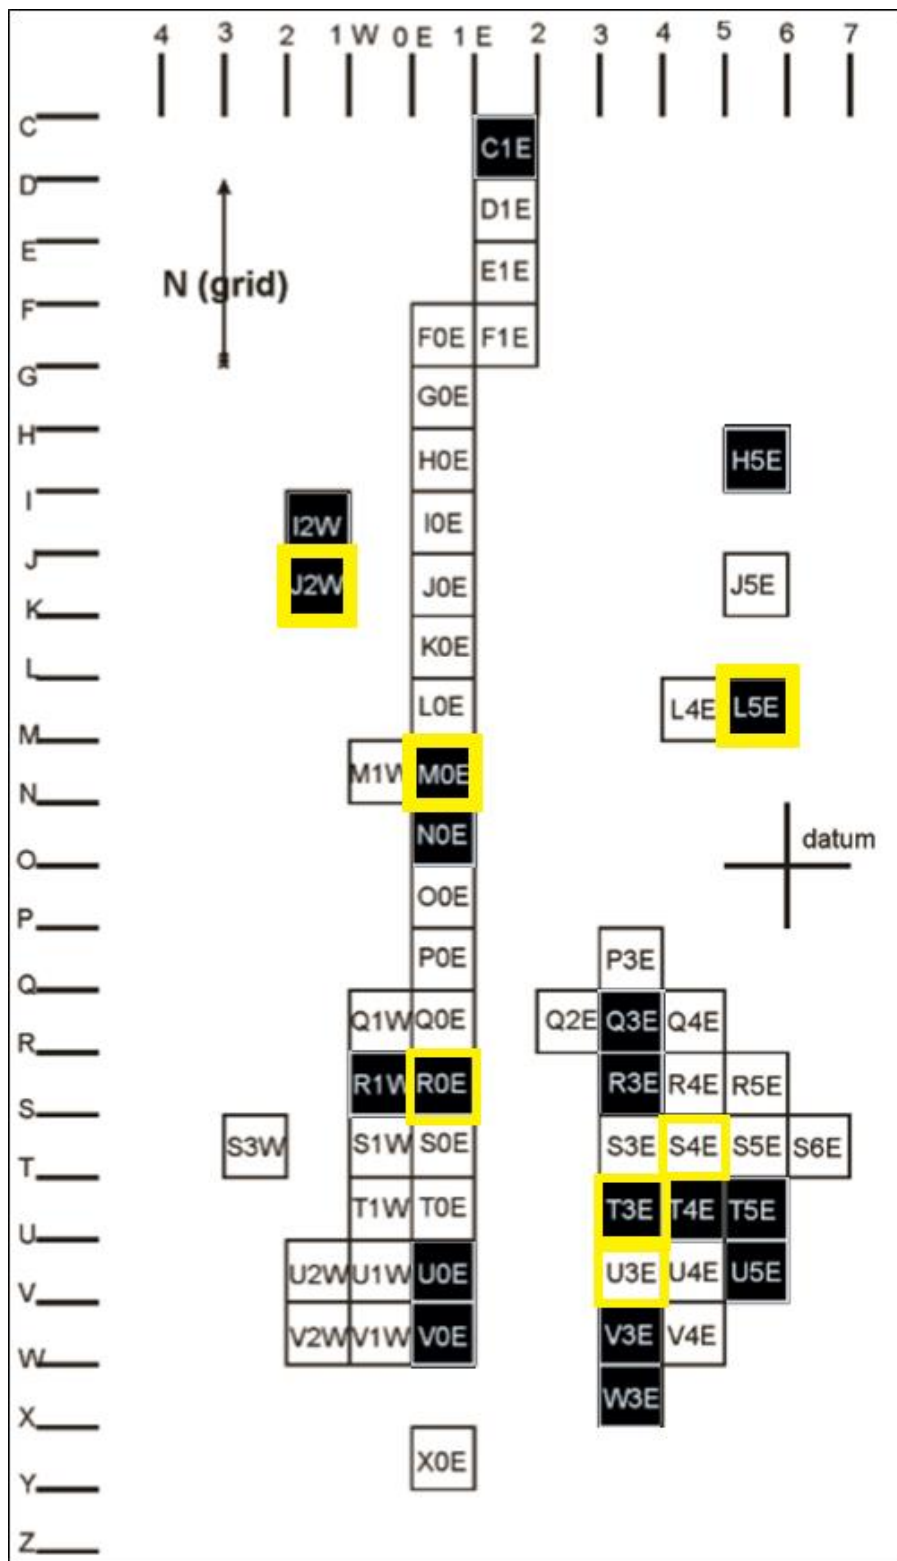 4 3 2 1 W 0 E 1 E 2 3 4 5 6 7
C
C1E
D
D1E
E
E1E
N (grid)
F
F0E F1E
G
G0E
H
H0E H5E
I
I2W I0E
J
J2W J0E J5E
K
K0E
L
L0E L4E L5E
M
M1W M0E
N
N0E
datum
O
O0E
P
P0E P3E
Q
Q1W Q0E Q2E Q3E Q4E
R
R1W R0E R3E R4E R5E
S
S3W S1W S0E S3E S4E S5E S6E
T
T1W T0E T3E T4E T5E
U
U2W U1W U0E U3E U4E U5E
V
V2W V1W V0E V3E V4E
W
W3E
X
X0E
Y
Z